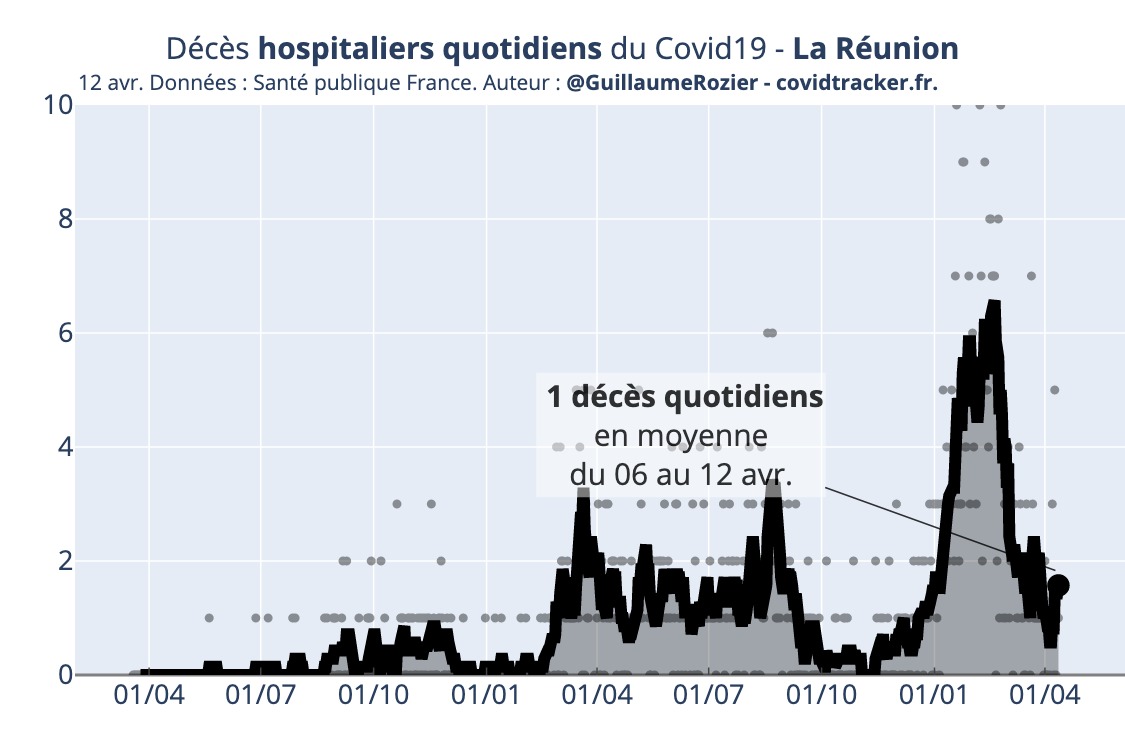 Décès hospitaliers quotidiens du Covid19 - La Réunion
12 avr. Données : Santé publique France. Auteur : @GuillaumeRozier - covidtracker.fr.
10
8
6
4
2
0
1 décès quotidiens
en moyenne
du 06 au 12 avr.
01/04 01/07 01/10 01/01 01/04 01/07 01/10 01/01 01/04